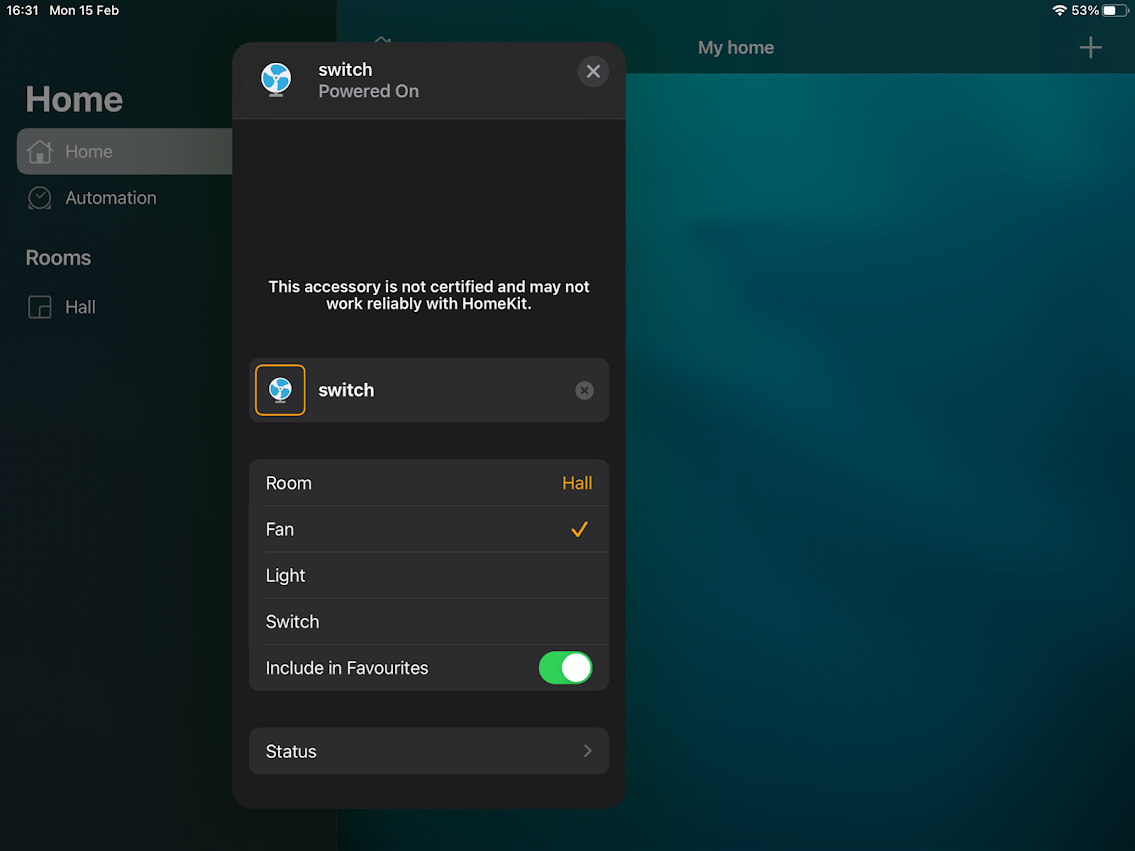 16:31 Mon 15 Feb
53%
My home
Home
Home
Automation
Rooms
Hall
switch
Powered On
This accessory is not certified and may not
work reliably with HomeKit.
switch
Room Hall
Fan
Light
Switch
Include in Favourites
Status